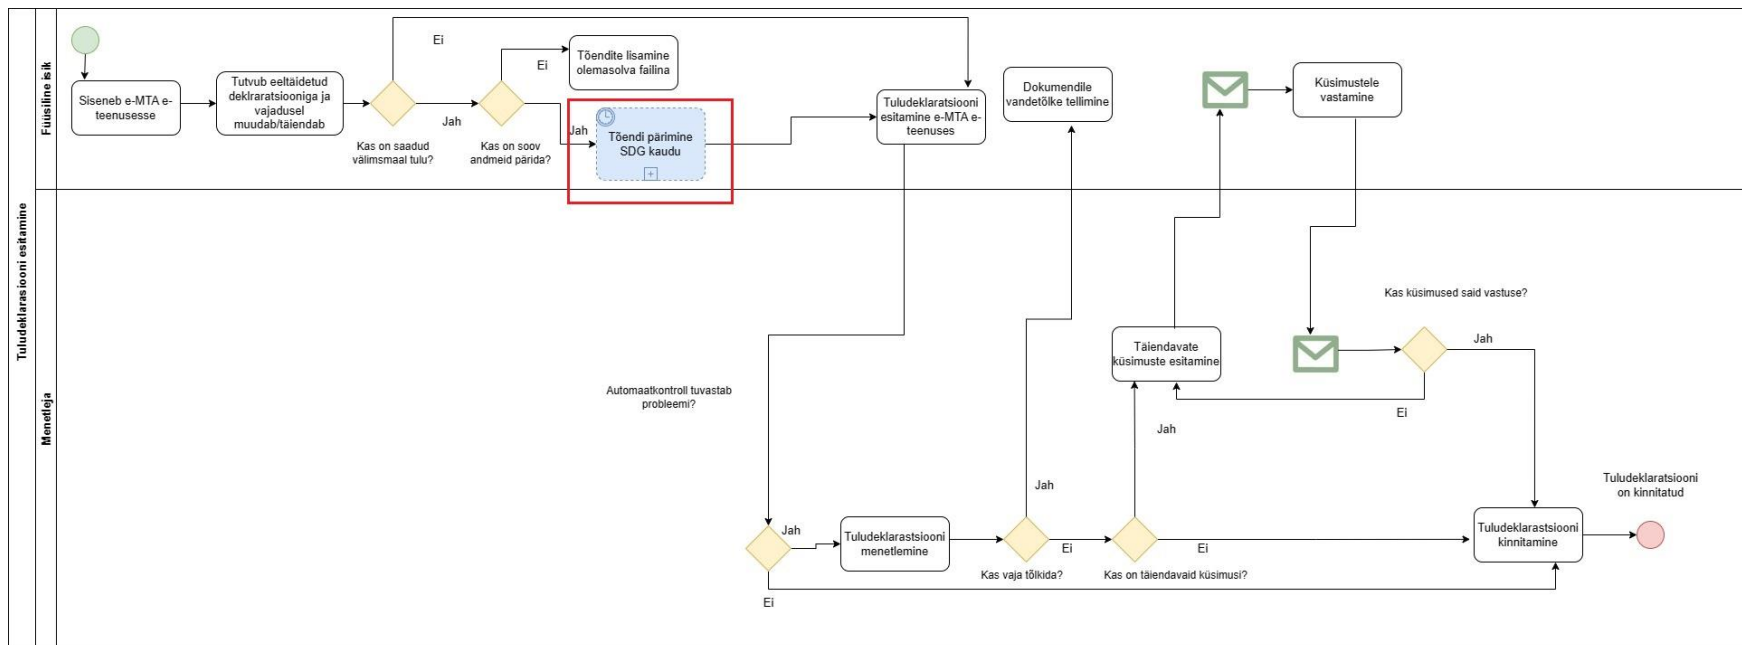 Tuludeklarasiooni esitamine
Füüsiline isik
Siseneb e-MTA e-
teenusesse
Tutvub eeltäidetud
deklraratsiooniga ja
vajadusel
muudab/täiendab
Ei
Jah
Kas on saadud
välimsmaal tulu?
Ei
Jah
Kas on soov
andmeid pärida?
Tõendite lisamine
olemasolva failina
Tõendi pärimine
SDG kaudu
Tuludeklaratsiooni
esitamine e-MTA e-
teenuses
Dokumendile
vandetõlke tellimine
Küsimustele
vastamine
Menetleja
Automaatkontroll tuvastab
probleemi?
Jah
Ei
Tuludeklarastsiooni
menetlemine
Jah
Ei
Kas vaja tõlkida?
Täiendavate
küsimuste esitamine
Jah
Ei
Kas on täiendavaid küsimusi?
Kas küsimused said vastuse?
Jah
Ei
Tuludeklarastsiooni
kinnitamine
Tuludeklaratsiooni
on kinnitatud